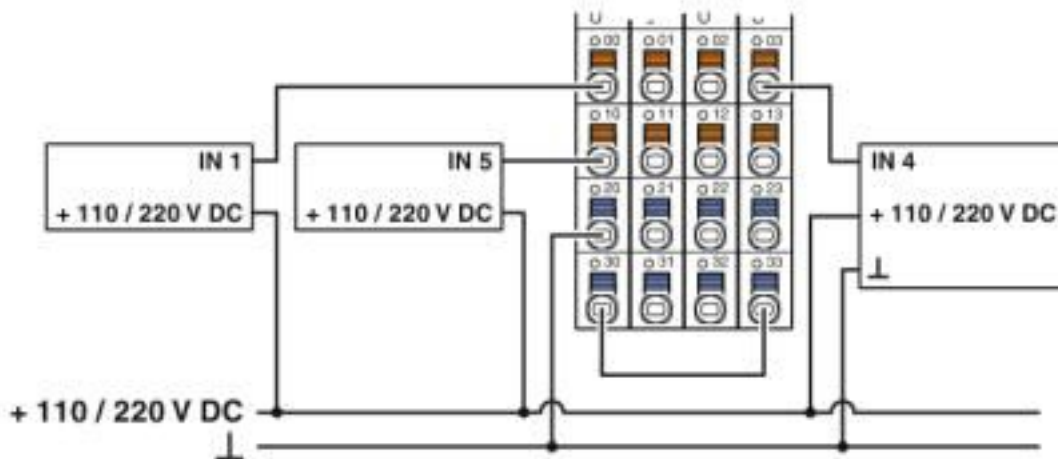 00 01 02 03
10 11 12 13
IN 1
IN 5
IN 4
20 21 22 23
+ 110 / 220 V DC
+ 110 / 220 V DC
+ 110 / 220 V DC
30 31 32 33
+ 110 / 220 V DC